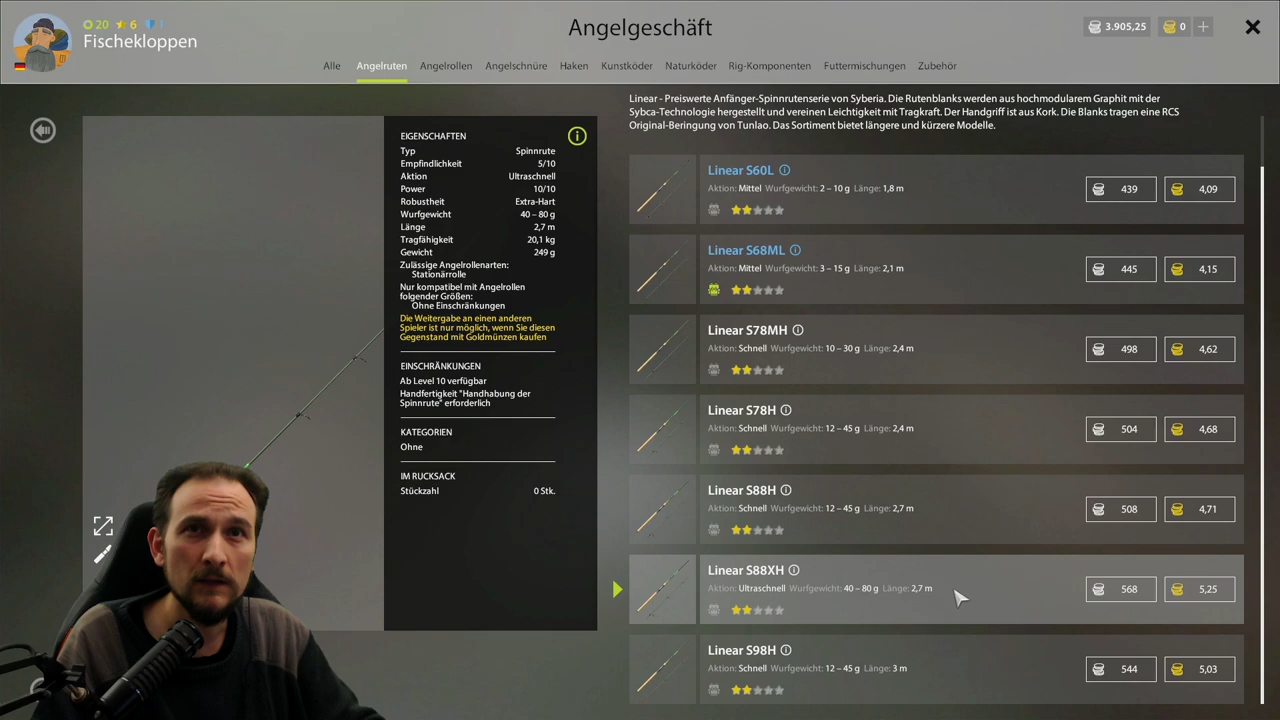 20 6 1
Fischekloppen
Angelgeschäft
3.905,25 0 +
Alle Angelruten Angelrollen Angelschnüre Haken Kunstköder Naturköder Rig-Komponenten Futtermischungen Zubehör
EIGENSCHAFTEN
Typ Spinnrute
Empfindlichkeit 5/10
Aktion Ultraschnell
Power 10/10
Robustheit Extra-Hart
Wurfgewicht 40 – 80 g
Länge 2,7 m
Tragfähigkeit 20,1 kg
Gewicht 249 g
Zulässige Angelrollenarten:
Stationärrolle
Nur kompatibel mit Angelrollen
folgender Größen:
Ohne Einschränkungen
Die Weitergabe an einen anderen
Spieler ist nur möglich, wenn Sie diesen
Gegenstand mit Goldmünzen kaufen
EINSCHRÄNKUNGEN
Ab Level 10 verfügbar
Handfertigkeit "Handhabung der
Spinnrute" erforderlich
KATEGORIEN
Ohne
IM RUCKSACK
Stückzahl 0 Stk.
Linear - Preiswerte Anfänger-Spinnrutenserie von Syberia. Die Rutenblanks werden aus hochmodularem Graphit mit der
Sybca-Technologie hergestellt und vereinen Leichtigkeit mit Tragkraft. Der Handgriff ist aus Kork. Die Blanks tragen eine RCS
Original-Beringung von Tunlao. Das Sortiment bietet längere und kürzere Modelle.
Linear S60L
Aktion: Mittel Wurfgewicht: 2 – 10 g Länge: 1,8 m
439 4,09
Linear S68ML
Aktion: Mittel Wurfgewicht: 3 – 15 g Länge: 2,1 m
445 4,15
Linear S78MH
Aktion: Schnell Wurfgewicht: 10 – 30 g Länge: 2,4 m
498 4,62
Linear S78H
Aktion: Schnell Wurfgewicht: 12 – 45 g Länge: 2,4 m
504 4,68
Linear S88H
Aktion: Schnell Wurfgewicht: 12 – 45 g Länge: 2,7 m
508 4,71
Linear S88XH
Aktion: Ultraschnell Wurfgewicht: 40 – 80 g Länge: 2,7 m
568 5,25
Linear S98H
Aktion: Schnell Wurfgewicht: 12 – 45 g Länge: 3 m
544 5,03